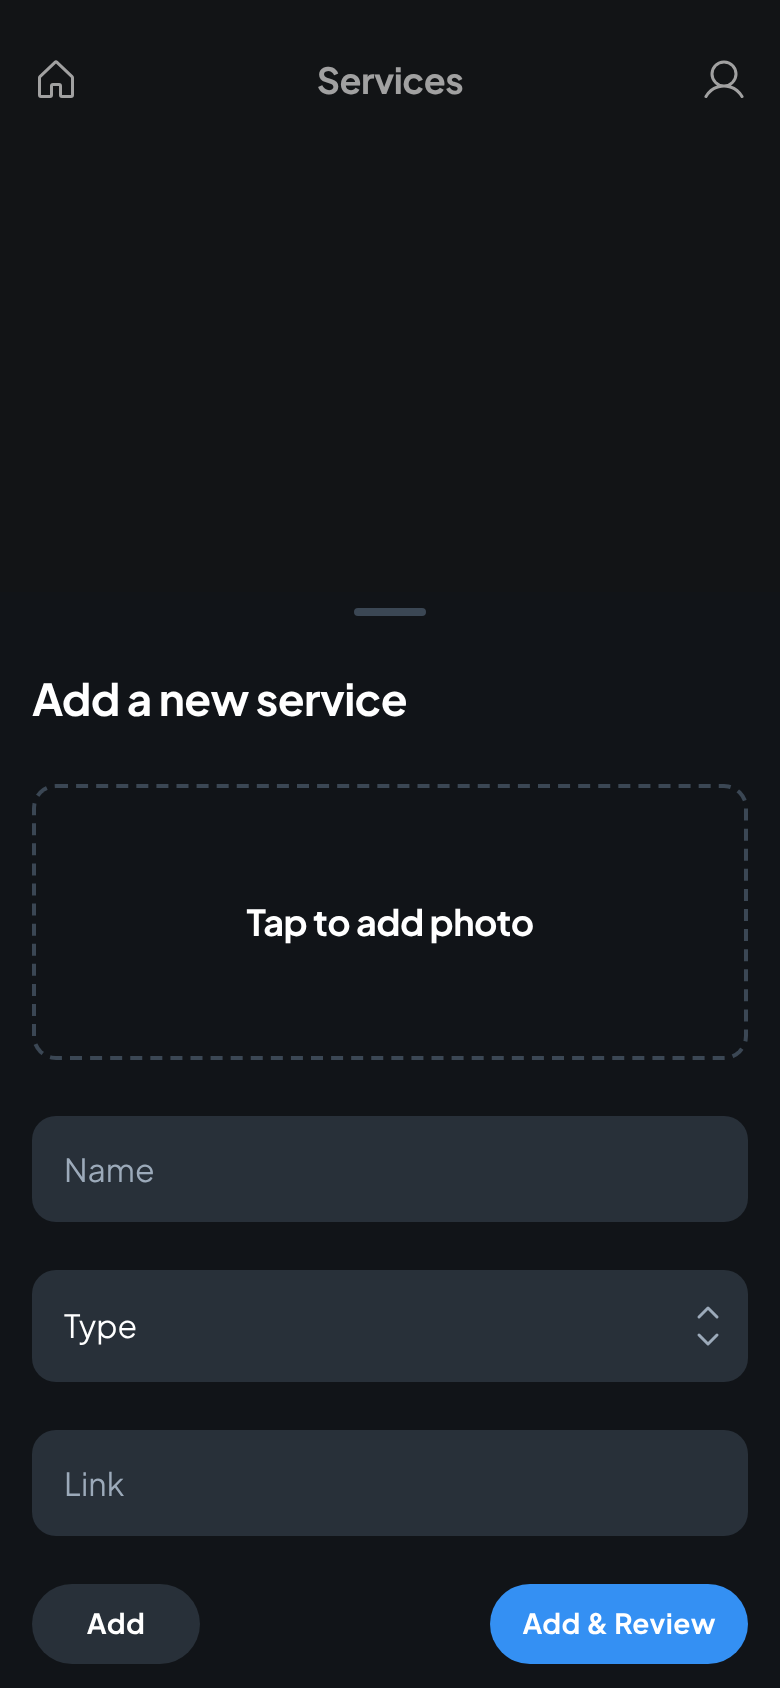 Services
Add a new service
Tap to add photo
Name
Type
Link
Add
Add & Review